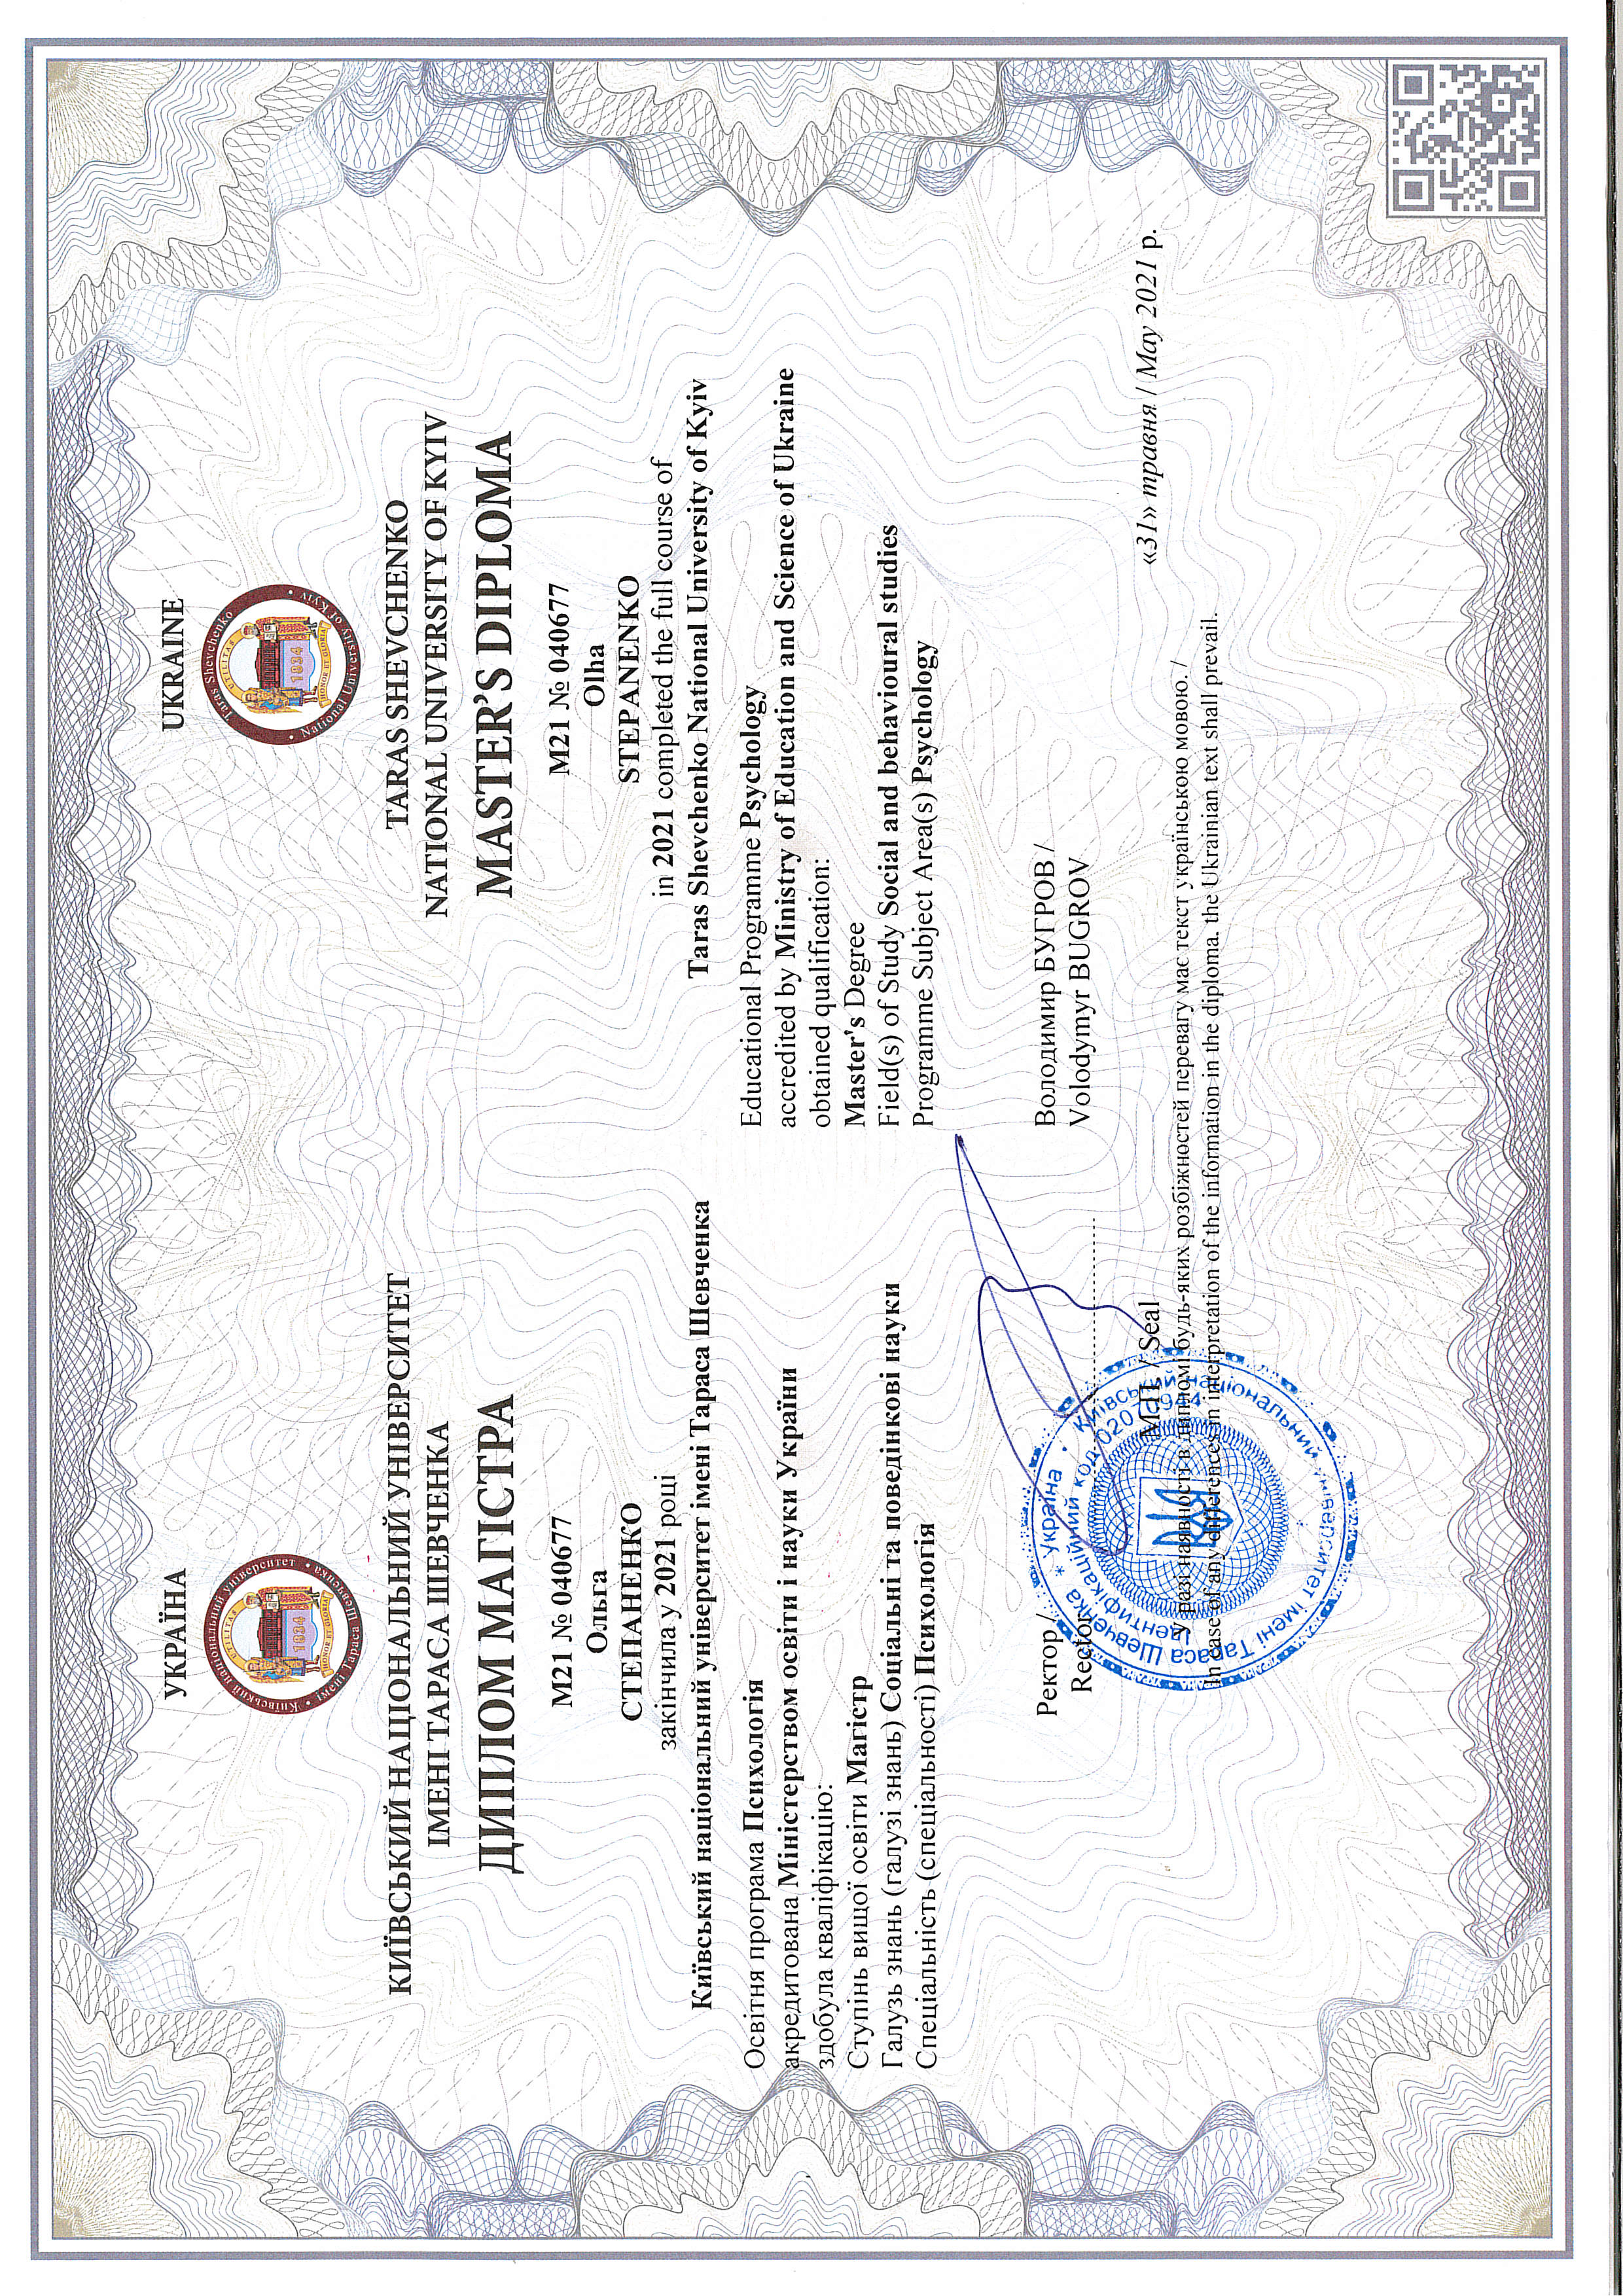 УКРАЇНА
Київський національний університет імені Тараса Шевченка
UTILITAS
1834
HONOR ET GLORIA
КИЇВСЬКИЙ НАЦІОНАЛЬНИЙ УНІВЕРСИТЕТ
ІМЕНІ ТАРАСА ШЕВЧЕНКА
ДИПЛОМ МАГІСТРА
М21 № 040677
Ольга
СТЕПАНЕНКО
закінчила у 2021 році
Київський національний університет імені Тараса Шевченка
Освітня програма Психологія
акредитована Міністерством освіти і науки України
здобула кваліфікацію:
Ступінь вищої освіти Магістр
Галузь знань (галузі знань) Соціальні та поведінкові науки
Спеціальність (спеціальності) Психологія
UKRAINE
Taras Shevchenko National University of Kyiv
UTILITAS
1834
HONOR ET GLORIA
TARAS SHEVCHENKO
NATIONAL UNIVERSITY OF KYIV
MASTER’S DIPLOMA
M21 № 040677
Olha
STEPANENKO
in 2021 completed the full course of
Taras Shevchenko National University of Kyiv
Educational Programme Psychology
accredited by Ministry of Education and Science of Ukraine
obtained qualification:
Master's Degree
Field(s) of Study Social and behavioural studies
Programme Subject Area(s) Psychology
Ректор /
Rector
Володимир БУГРОВ /
Volodymyr BUGROV
Україна * Київський національний університет імені Тараса Шевченка *
Ідентифікаційний код
М.П. / Seal
«31» травня / May 2021 р.
У разі наявності в дипломі будь-яких розбіжностей перевагу має текст українською мовою. /
In case of any differences in interpretation of the information in the diploma, the Ukrainian text shall prevail.